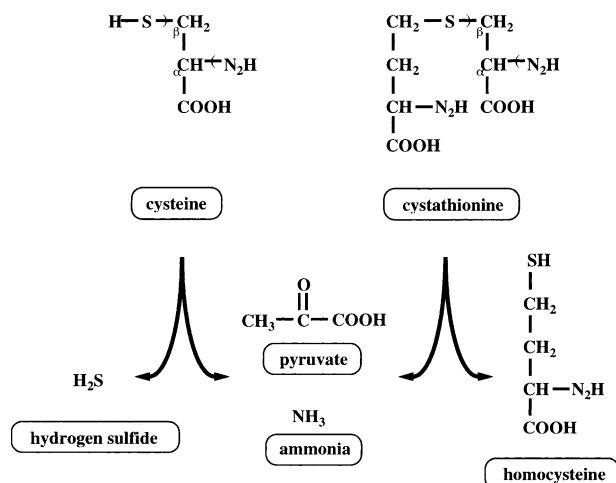 H—S—CH₂
β
α CH—N₂H
COOH
cysteine
CH₂—S—CH₂
β
CH₂
α CH—N₂H
CH—N₂H
COOH
COOH
cystathionine
O
CH₃—C—COOH
pyruvate
H₂S
hydrogen sulfide
NH₃
ammonia
SH
CH₂
CH₂
CH—N₂H
COOH
homocysteine